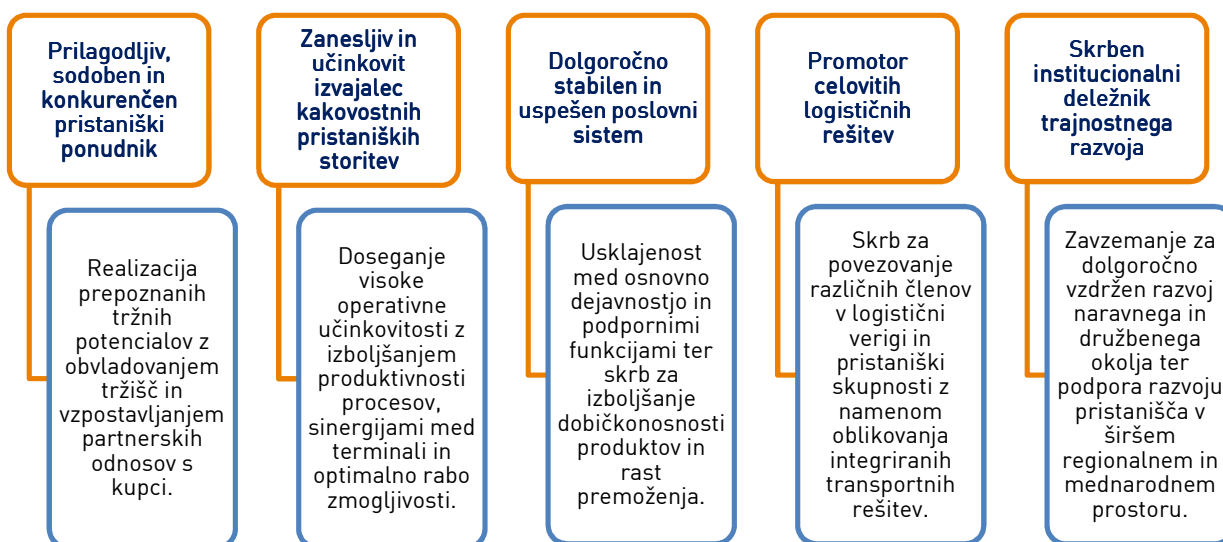 Prilagodljiv,
sodoben in
konkurenčen
pristaniški
ponudnik
Realizacija
prepoznanih
tržnih
potencialov z
obvladovanjem
tržišč in
vzpostavljanjem
partnerskih
odnosov s
kupci.
Zanesljiv in
učinkovit
izvajalec
kakovostnih
pristaniških
storitev
Doseganje
visoke
operativne
učinkovitosti z
izboljšanjem
produktivnosti
procesov,
sinergijami med
terminali in
optimalno rabo
zmogljivosti.
Dolgoročno
stabilen in
uspešen poslovni
sistem
Usklajenost
med osnovno
dejavnostjo in
podpornimi
funkcijami ter
skrb za
izboljšanje
dobičkonosnosti
produktov in
rast
premoženja.
Promotor
celovitih
logističnih
rešitev
Skrb za
povezovanje
različnih členov
v logistični
verigi in
pristaniški
skupnosti z
namenom
oblikovanja
integriranih
transportnih
rešitev.
Skrben
institucionalni
deležnik
trajnostnega
razvoja
Zavzemanje za
dolgoročno
vzdržen razvoj
naravnega in
družbenega
okolja ter
podpora razvoju
pristanišča v
širšem
regionalnem in
mednarodnem
prostoru.